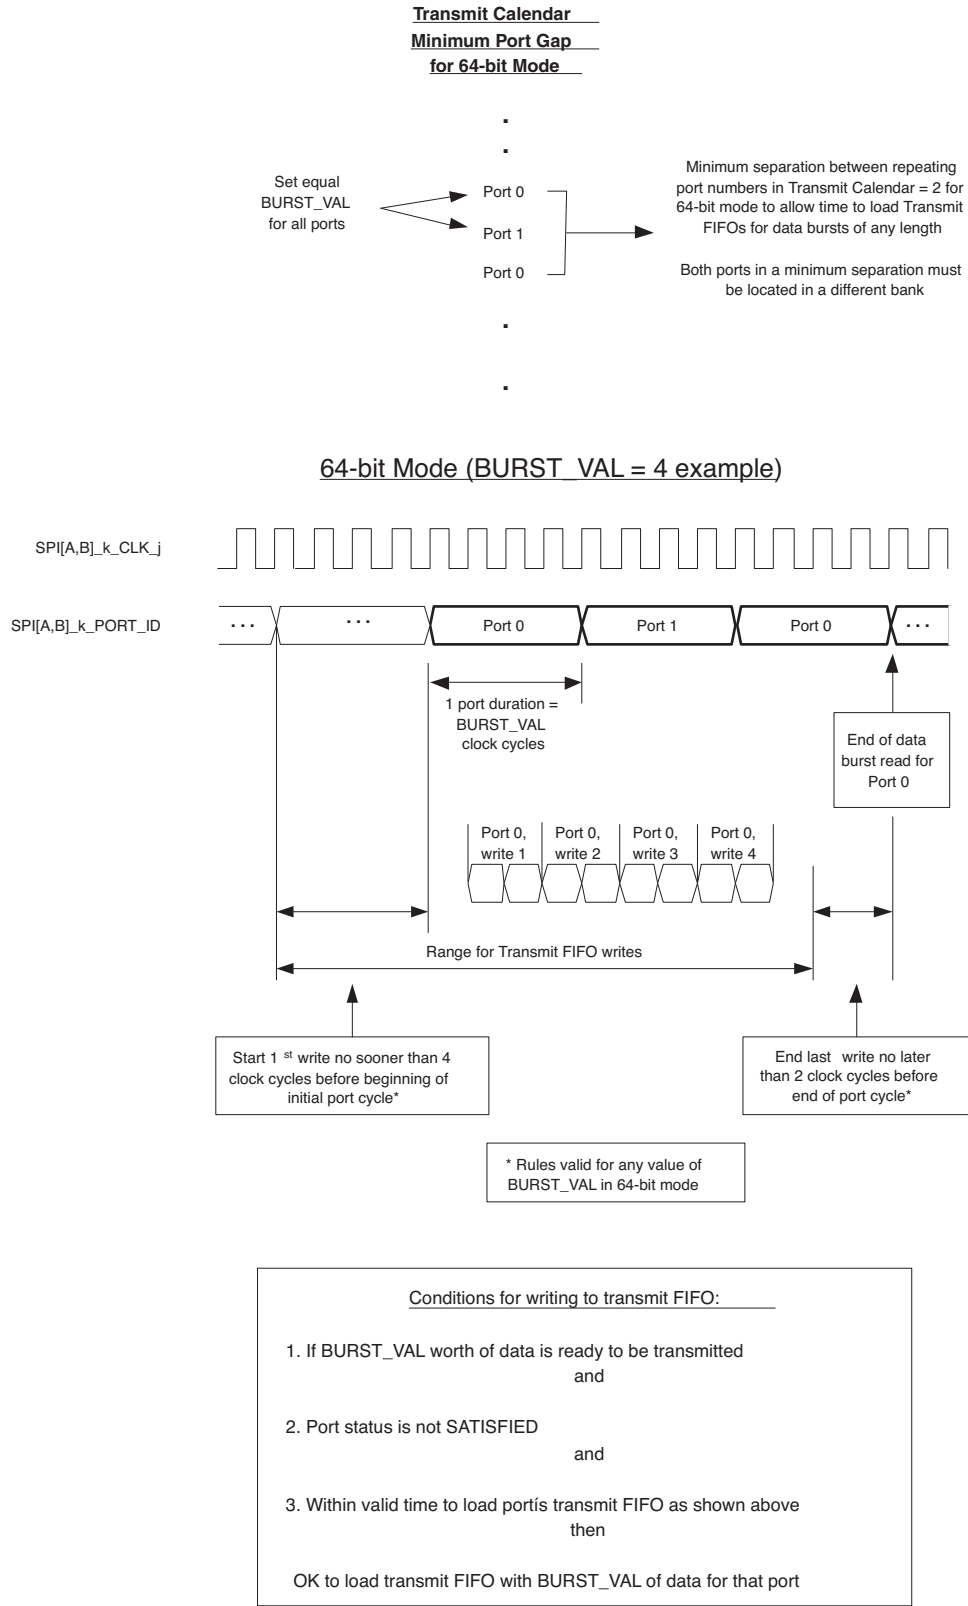 Transmit Calendar
Minimum Port Gap
for 64-bit Mode
.
.
Set equal
BURST_VAL
for all ports
Port 0
Port 1
Port 0
Minimum separation between repeating
port numbers in Transmit Calendar = 2 for
64-bit mode to allow time to load Transmit
FIFOs for data bursts of any length
Both ports in a minimum separation must
be located in a different bank
.
.
64-bit Mode (BURST_VAL = 4 example)
SPI[A,B]_k_CLK_j
SPI[A,B]_k_PORT_ID
... ... Port 0 Port 1 Port 0 ...
1 port duration =
BURST_VAL
clock cycles
End of data
burst read for
Port 0
Port 0,
write 1
Port 0,
write 2
Port 0,
write 3
Port 0,
write 4
Range for Transmit FIFO writes
Start 1 st write no sooner than 4
clock cycles before beginning of
initial port cycle*
End last write no later
than 2 clock cycles before
end of port cycle*
* Rules valid for any value of
BURST_VAL in 64-bit mode
Conditions for writing to transmit FIFO:
1. If BURST_VAL worth of data is ready to be transmitted
and
2. Port status is not SATISFIED
and
3. Within valid time to load portís transmit FIFO as shown above
then
OK to load transmit FIFO with BURST_VAL of data for that port